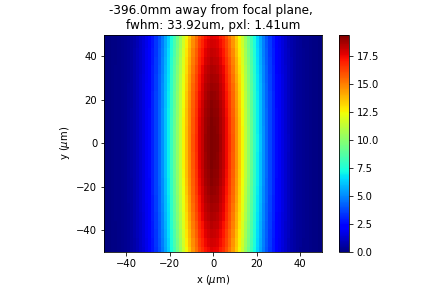 -396.0mm away from focal plane,
fwhm: 33.92um, pxl: 1.41um
40
20
0
−20
−40
y (μm)
−40 −20 0 20 40
x (μm)
17.5
15.0
12.5
10.0
7.5
5.0
2.5
0.0